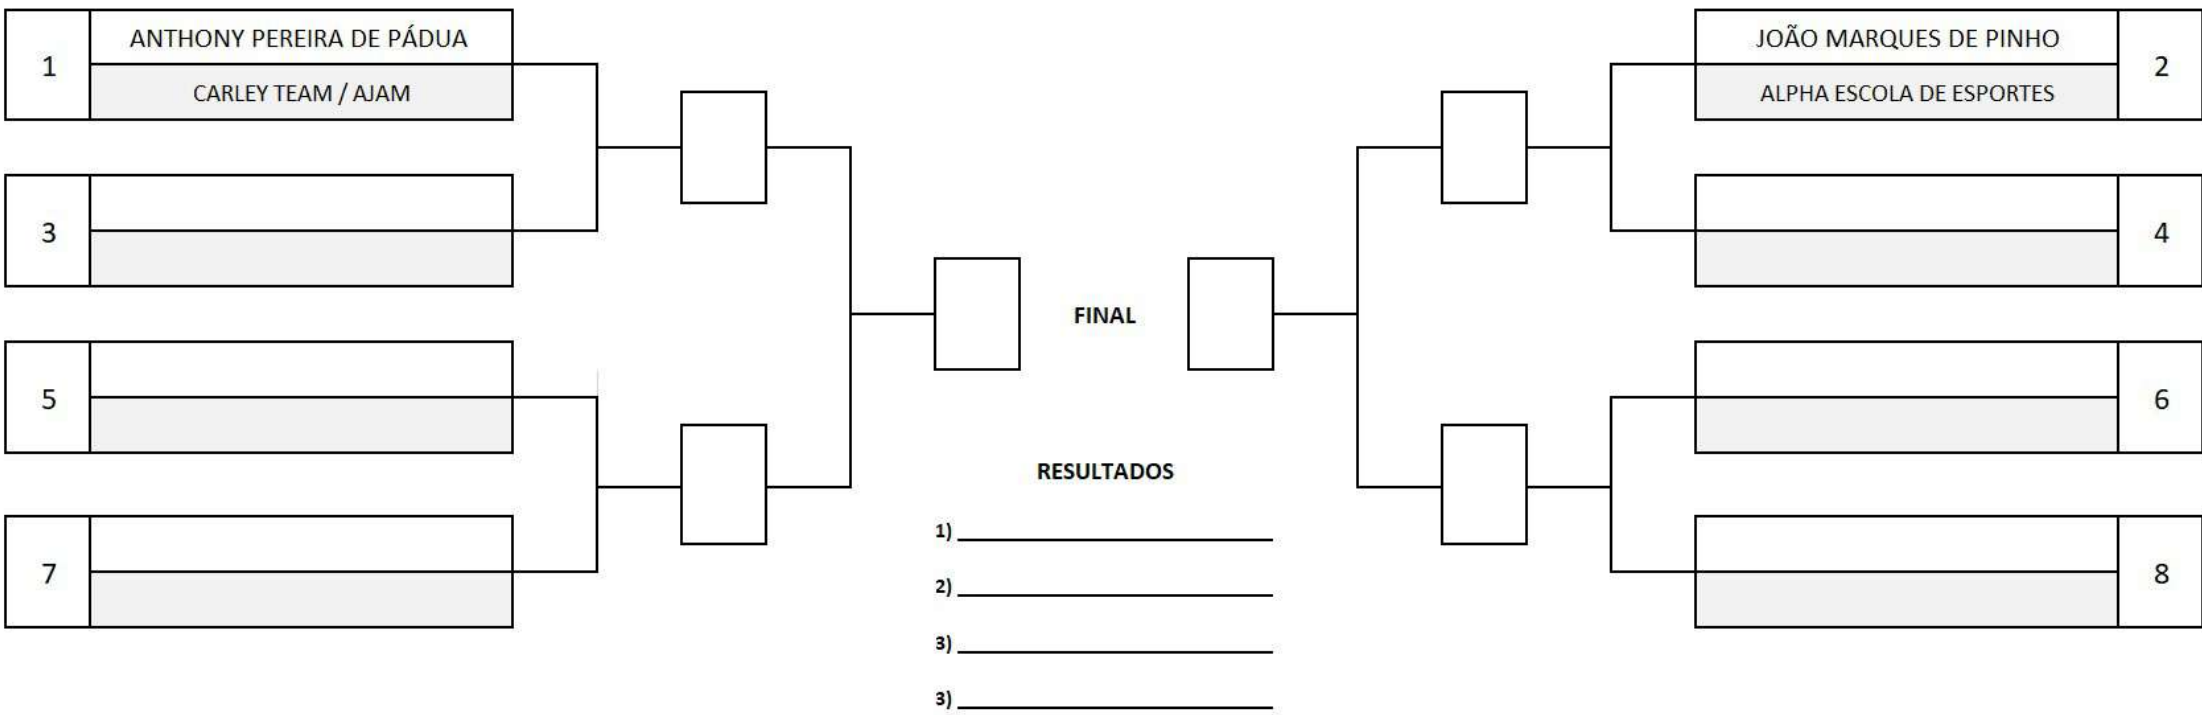 1
ANTHONY PEREIRA DE PÁDUA
CARLEY TEAM / AJAM
3
5
7
JOÃO MARQUES DE PINHO
ALPHA ESCOLA DE ESPORTES
2
4
6
8
FINAL
RESULTADOS
1)
2)
3)
3)